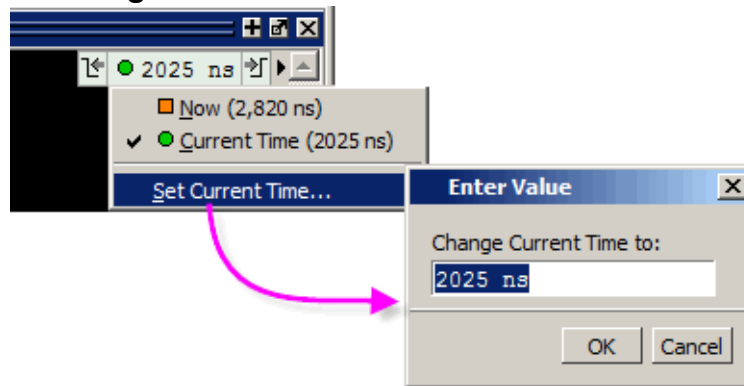 2025 ns
Now (2,820 ns)
Current Time (2025 ns)
Set Current Time...
Enter Value
Change Current Time to:
2025 ns
OK Cancel